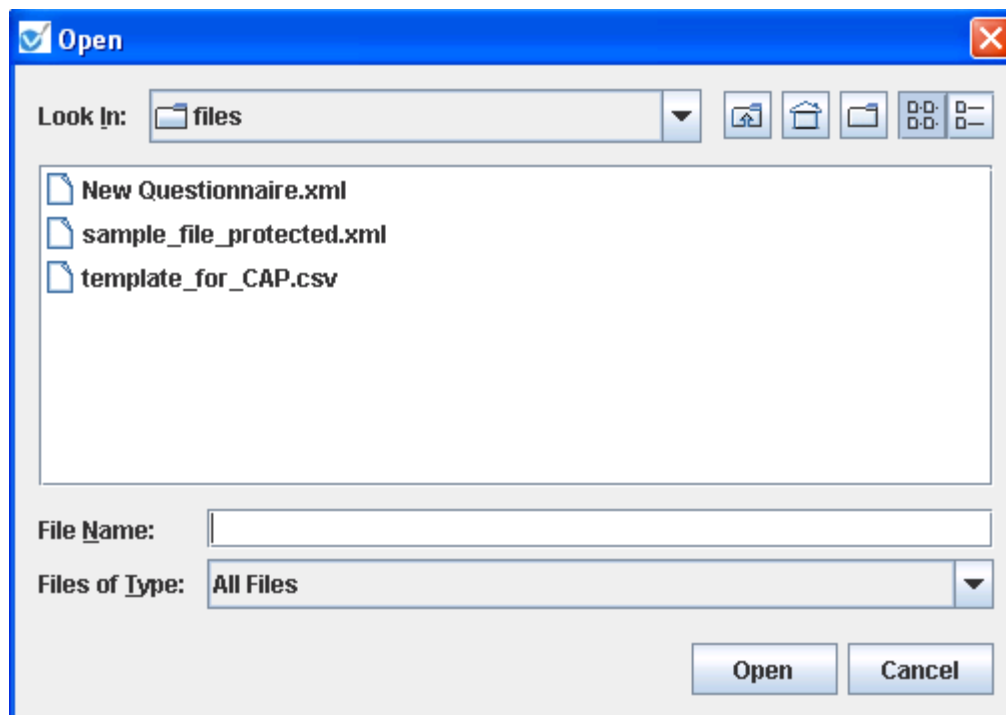 Open
Look In: files
New Questionnaire.xml
sample_file_protected.xml
template_for_CAP.csv
File Name:
Files of Type: All Files
Open Cancel